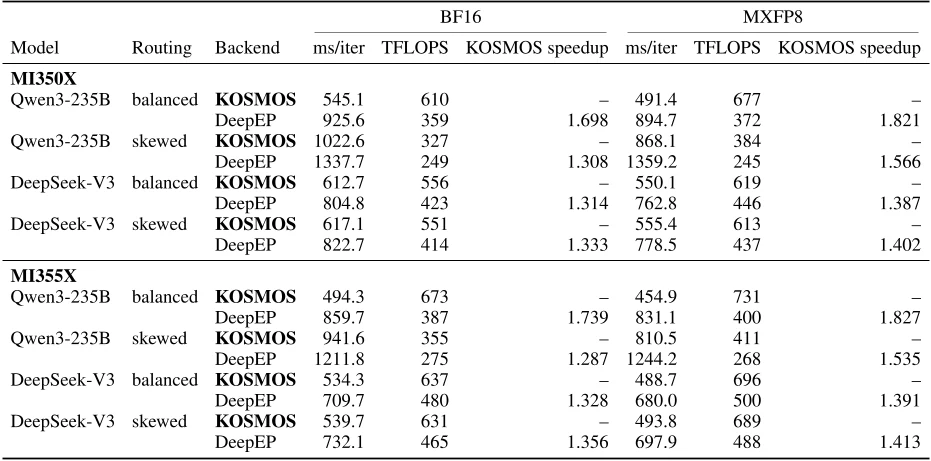 BF16 MXFP8
Model Routing Backend ms/iter TFLOPS KOSMOS speedup ms/iter TFLOPS KOSMOS speedup
MI350X
Qwen3-235B balanced KOSMOS 545.1 610 – 491.4 677 –
DeepEP 925.6 359 1.698 894.7 372 1.821
Qwen3-235B skewed KOSMOS 1022.6 327 – 868.1 384 –
DeepEP 1337.7 249 1.308 1359.2 245 1.566
DeepSeek-V3 balanced KOSMOS 612.7 556 – 550.1 619 –
DeepEP 804.8 423 1.314 762.8 446 1.387
DeepSeek-V3 skewed KOSMOS 617.1 551 – 555.4 613 –
DeepEP 822.7 414 1.333 778.5 437 1.402
MI355X
Qwen3-235B balanced KOSMOS 494.3 673 – 454.9 731 –
DeepEP 859.7 387 1.739 831.1 400 1.827
Qwen3-235B skewed KOSMOS 941.6 355 – 810.5 411 –
DeepEP 1211.8 275 1.287 1244.2 268 1.535
DeepSeek-V3 balanced KOSMOS 534.3 637 – 488.7 696 –
DeepEP 709.7 480 1.328 680.0 500 1.391
DeepSeek-V3 skewed KOSMOS 539.7 631 – 493.8 689 –
DeepEP 732.1 465 1.356 697.9 488 1.413